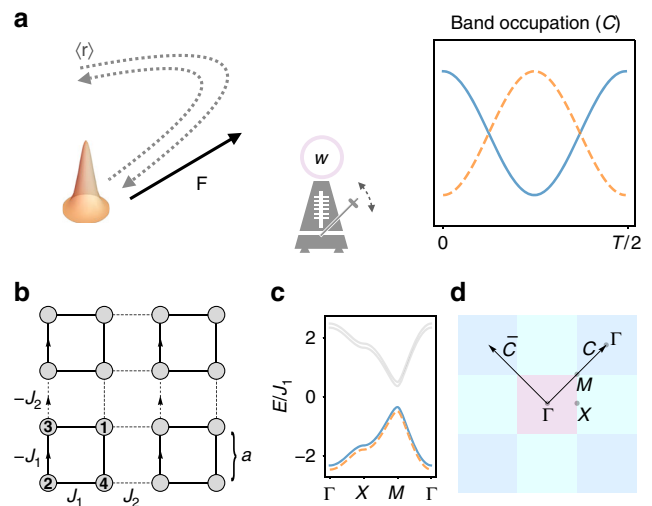 a
⟨r⟩
F
w
Band occupation (C)
0
T/2
b
−J₂
3
1
−J₁
2
4
J₁
J₂
a
c
E/J₁
2
0
−2
Γ X M Γ
d
C̅
C
Γ
M
Γ
X